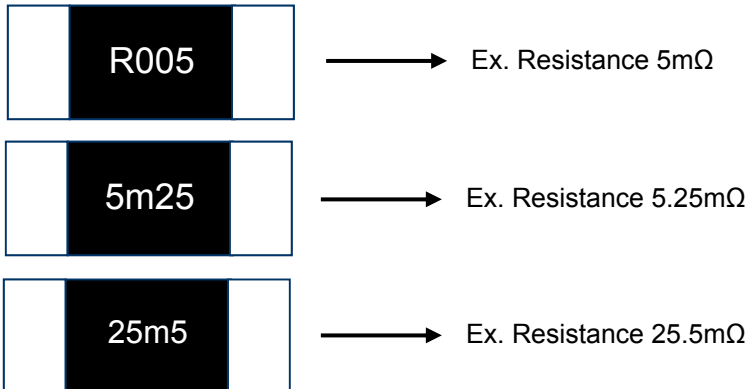 R005 Ex. Resistance 5mΩ
5m25 Ex. Resistance 5.25mΩ
25m5 Ex. Resistance 25.5mΩ